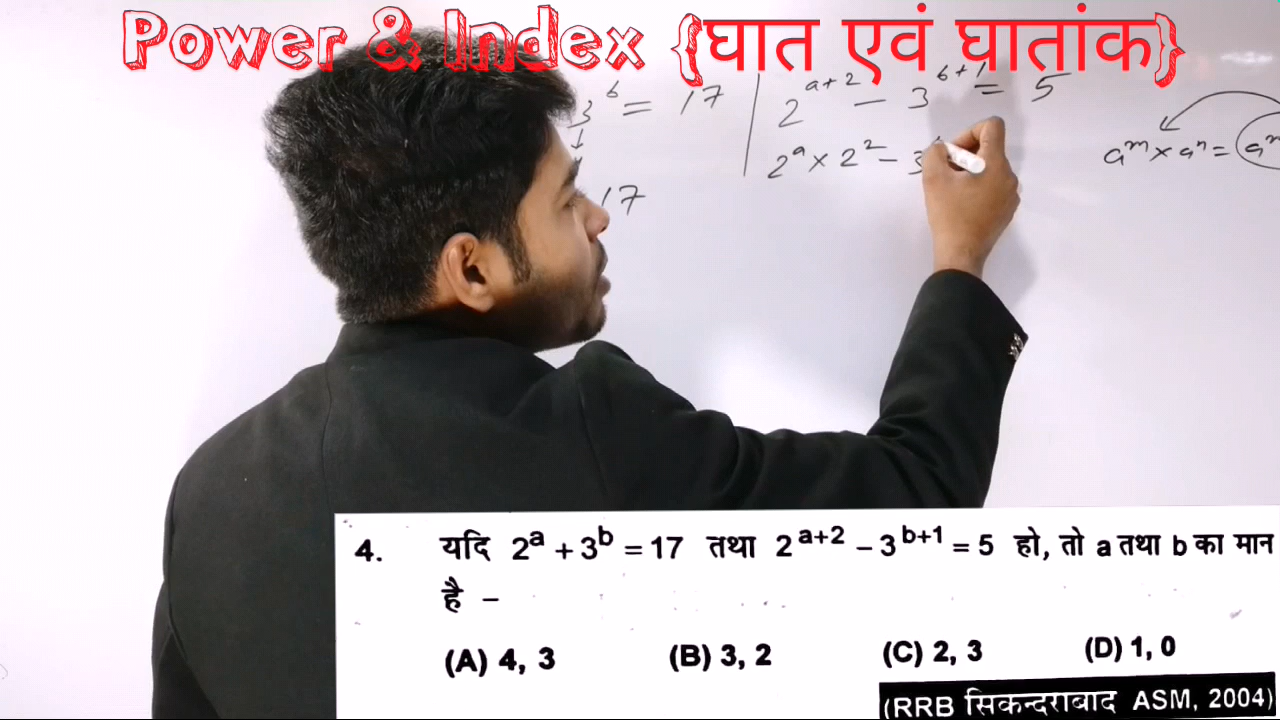 Power & Index {घात एवं घातांक}
3^b = 17 | 2^(a+2) − 3^(b+1) = 5
2^a × 2^2 − 3
a^m × a^n = a^m
17
4. यदि 2^a + 3^b = 17 तथा 2^(a+2) − 3^(b+1) = 5 हो, तो a तथा b का मान
है –
(A) 4, 3 (B) 3, 2 (C) 2, 3 (D) 1, 0
(RRB सिकन्दराबाद ASM, 2004)